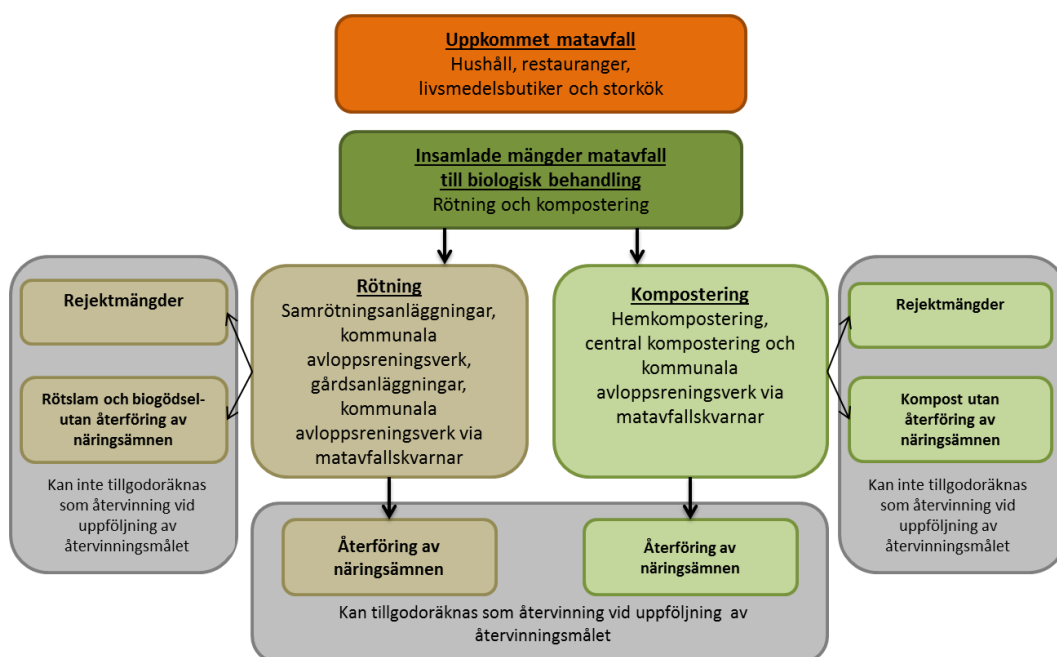 Uppkommet matavfall
Hushåll, restauranger,
livsmedelsbutiker och storkök
Insamlade mängder matavfall
till biologisk behandling
Rötning och kompostering
Rejektmängder
Rötslam och biogödsel-
utan återföring av
näringsämnen
Kan inte tillgodoräknas
som återvinning vid
uppföljning av
återvinningsmålet
Rötning
Samrötningsanläggningar,
kommunala
avloppsreningsverk,
gårdsanläggningar,
kommunala
avloppsreningsverk via
matavfallskvarnar
Kompostering
Hemkompostering,
central kompostering och
kommunala
avloppsreningsverk via
matavfallskvarnar
Rejektmängder
Kompost utan
återföring av
näringsämnen
Kan inte tillgodoräknas
som återvinning vid
uppföljning av
återvinningsmålet
Återföring av
näringsämnen
Återföring av
näringsämnen
Kan tillgodoräknas som återvinning vid uppföljning av
återvinningsmålet